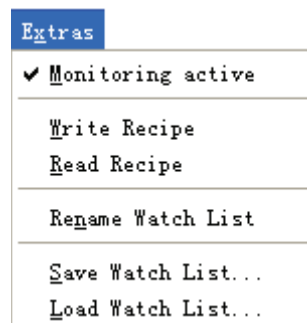 Extras
✔ Monitoring active
Write Recipe
Read Recipe
Rename Watch List
Save Watch List...
Load Watch List...